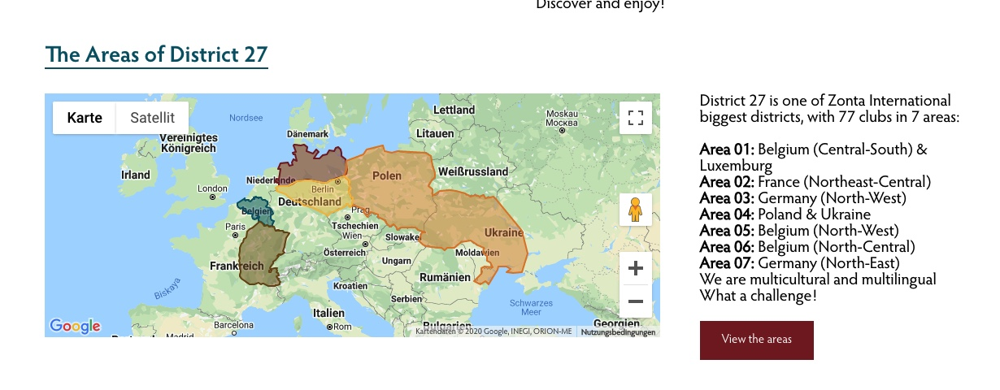 Discover and enjoy!
The Areas of District 27
Karte
Satellit
Nordsee
Lettland
Moskau
Москва
Dänemark
Litauen
Vereinigtes
Königreich
Irland
Niederlande
Polen
Weißrussland
London
Berlin
Deutschland
Belgien
Prag
Paris
Tschechien
Ukraine
Wien
Slowakei
Österreich
Moldawien
Ungarn
Frankreich
Rumänien
Kroatien
Biskaya
Serbien
Schwarzes
Meer
Italien
Barcelona
Rom
Bulgarien
Georgien
Madrid
Google
Kartendaten © 2020 Google, INEGI, ORION-ME
Nutzungsbedingungen
District 27 is one of Zonta International
biggest districts, with 77 clubs in 7 areas:
Area 01: Belgium (Central-South) &
Luxemburg
Area 02: France (Northeast-Central)
Area 03: Germany (North-West)
Area 04: Poland & Ukraine
Area 05: Belgium (North-West)
Area 06: Belgium (North-Central)
Area 07: Germany (North-East)
We are multicultural and multilingual
What a challenge!
View the areas